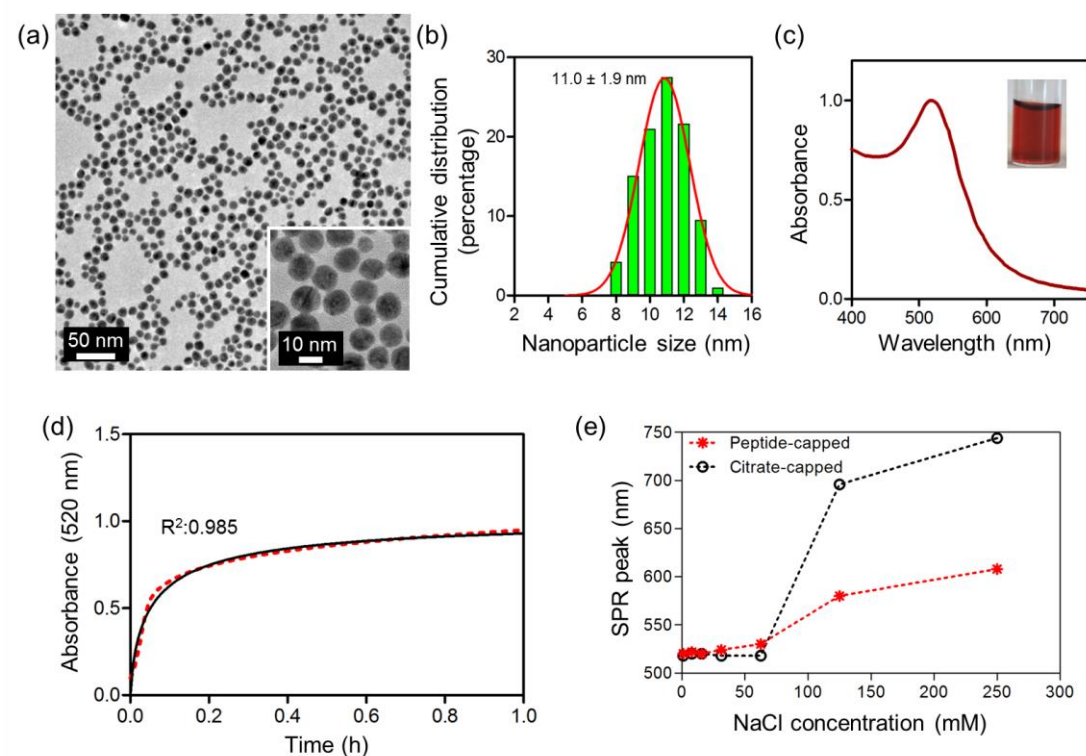 (a)
50 nm
10 nm
(b)
Cumulative distribution
(percentage)
30
20
10
0
11.0 ± 1.9 nm
2 4 6 8 10 12 14 16
Nanoparticle size (nm)
(c)
Absorbance
1.0
0.5
0.0
400 500 600 700
Wavelength (nm)
(d)
Absorbance (520 nm)
1.5
1.0
0.5
0.0
R²:0.985
0.0 0.2 0.4 0.6 0.8 1.0
Time (h)
(e)
SPR peak (nm)
750
700
650
600
550
500
Peptide-capped
Citrate-capped
0 50 100 150 200 250 300
NaCl concentration (mM)